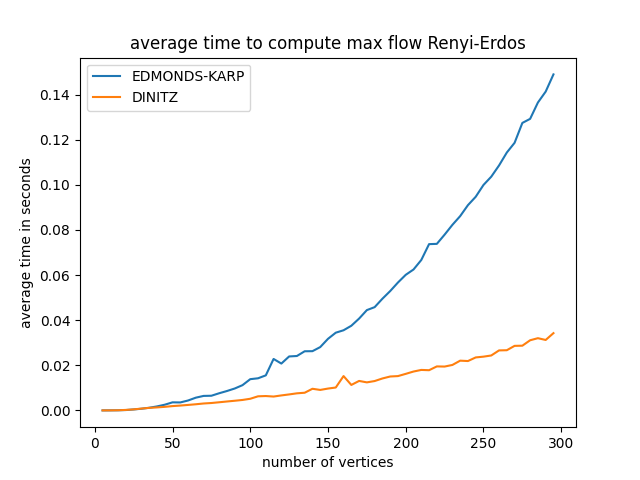 average time to compute max flow Renyi-Erdos
EDMONDS-KARP
DINITZ
average time in seconds
0.14
0.12
0.10
0.08
0.06
0.04
0.02
0.00
0 50 100 150 200 250 300
number of vertices